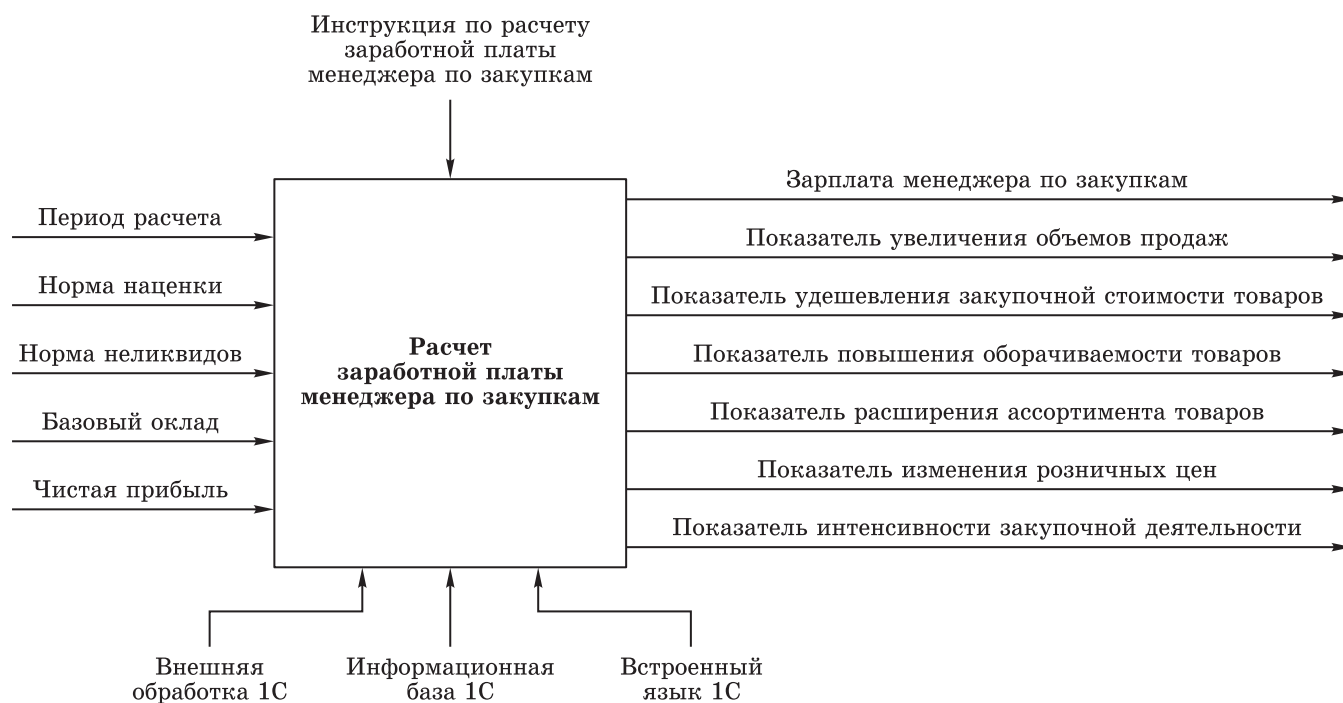 Инструкция по расчету
заработной платы
менеджера по закупкам
Период расчета
Норма наценки
Норма неликвидов
Базовый оклад
Чистая прибыль
Расчет
заработной платы
менеджера по закупкам
Зарплата менеджера по закупкам
Показатель увеличения объемов продаж
Показатель удешевления закупочной стоимости товаров
Показатель повышения оборачиваемости товаров
Показатель расширения ассортимента товаров
Показатель изменения розничных цен
Показатель интенсивности закупочной деятельности
Внешняя
обработка 1С
Информационная
база 1С
Встроенный
язык 1С